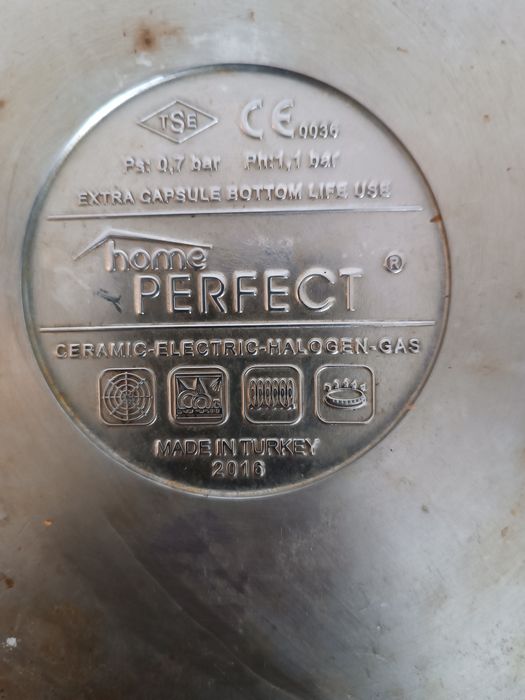 TSE CE 0036
Ps: 0,7 bar Ph:1,1 bar
EXTRA CAPSULE BOTTOM LIFE USE
home
PERFECT ®
CERAMIC-ELECTRIC-HALOGEN-GAS
MADE IN TURKEY
2016